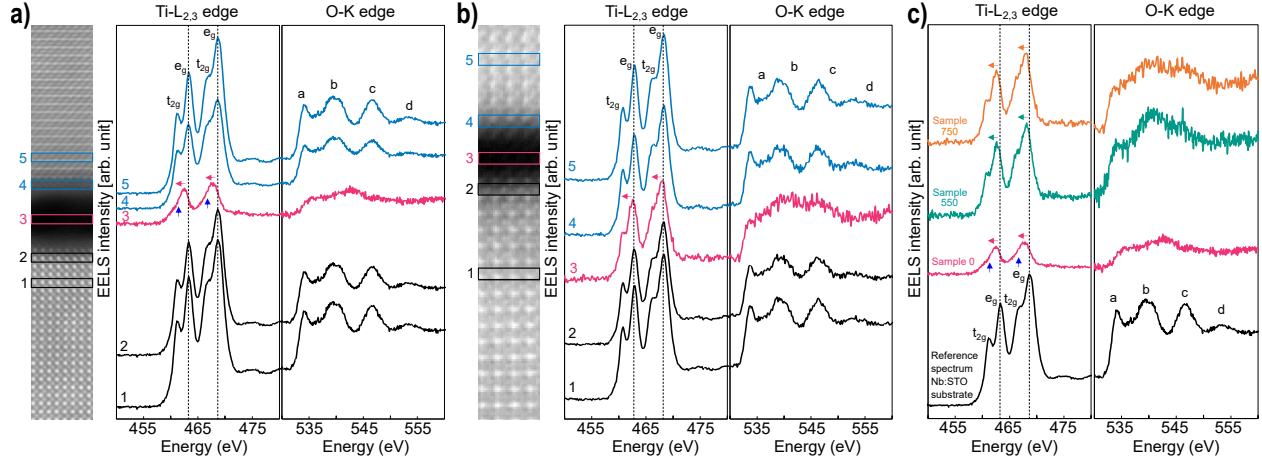 a)
Ti-L2,3 edge
O-K edge
EELS intensity [arb. unit]
eg
eg
t2g
t2g
a
b
c
d
5
4
3
2
1
5
4
3
2
1
455
465
475
535
545
555
Energy (eV)
Energy (eV)
b)
Ti-L2,3 edge
O-K edge
EELS intensity [arb. unit]
eg
eg
t2g
t2g
a
b
c
d
5
4
3
2
1
5
4
3
2
1
455
465
475
535
545
555
Energy (eV)
Energy (eV)
c)
Ti-L2,3 edge
O-K edge
EELS intensity [arb. unit]
Sample
750
Sample
550
Sample 0
eg
eg
t2g
t2g
a
b
c
d
Reference
spectrum
Nb:STO
substrate
455
465
475
535
545
555
Energy (eV)
Energy (eV)